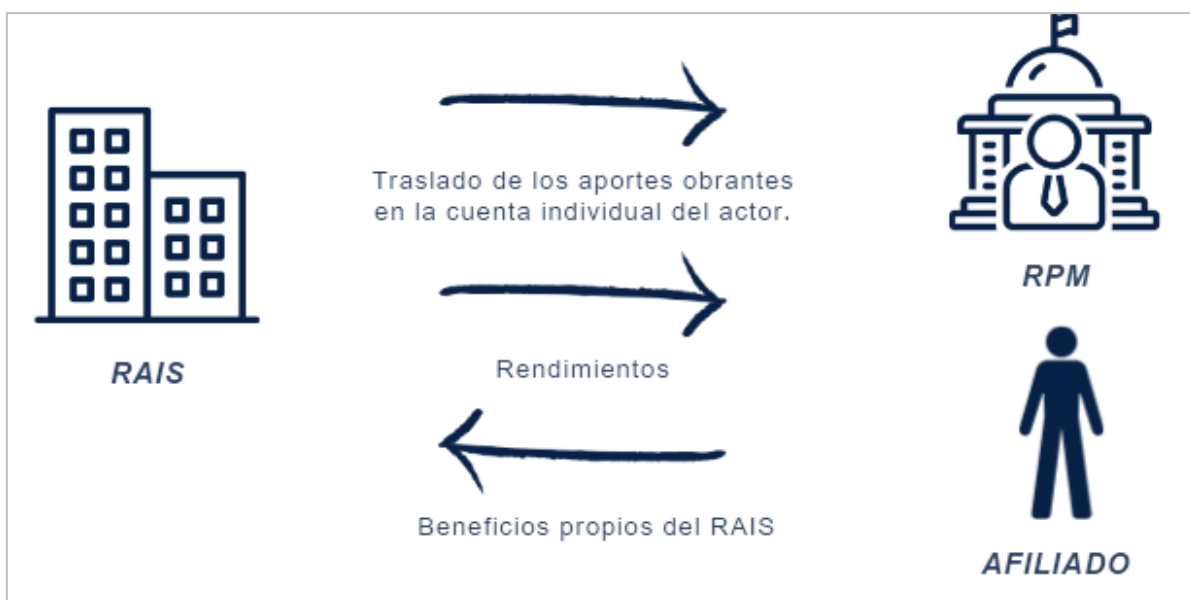 Traslado de los aportes obrantes
en la cuenta individual del actor.
RPM
RAIS
Rendimientos
Beneficios propios del RAIS
AFILIADO